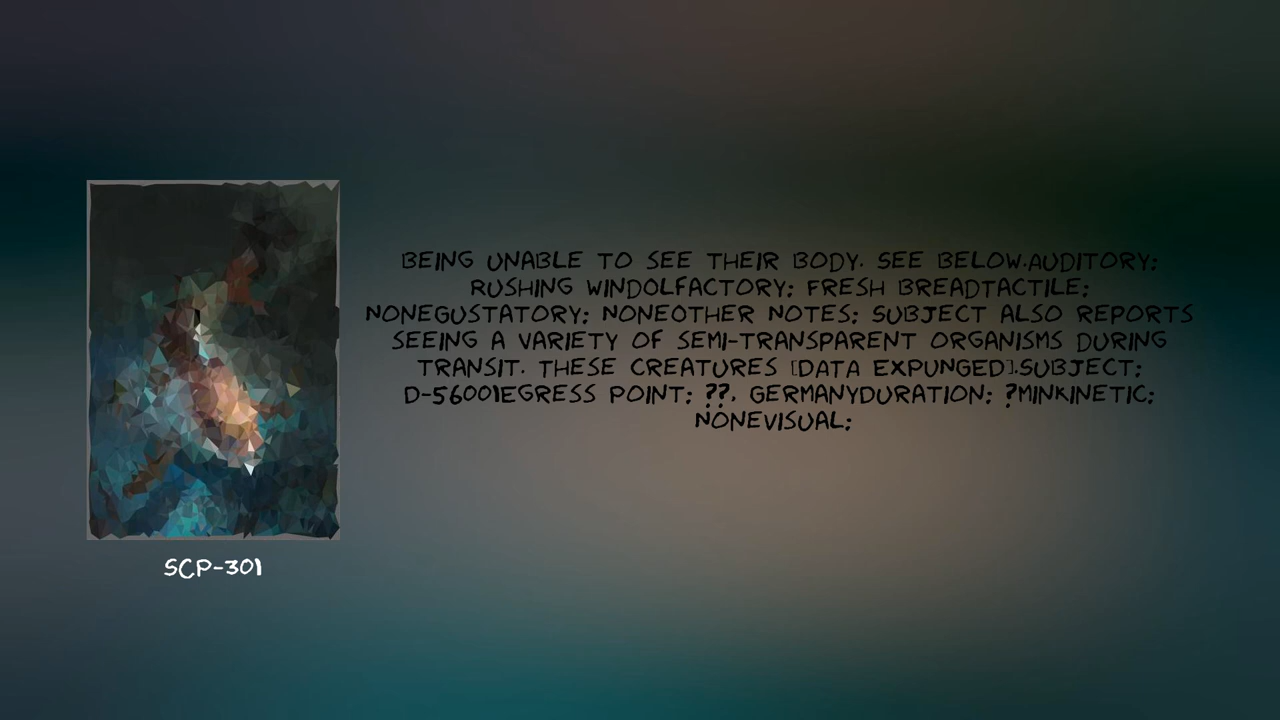 BEING UNABLE TO SEE THEIR BODY. SEE BELOW.AUDITORY:
RUSHING WINDOLFACTORY: FRESH BREADTACTILE:
NONEGUSTATORY: NONEOTHER NOTES: SUBJECT ALSO REPORTS
SEEING A VARIETY OF SEMI-TRANSPARENT ORGANISMS DURING
TRANSIT. THESE CREATURES [DATA EXPUNGED].SUBJECT:
D-56001EGRESS POINT: ??, GERMANYDURATION: ?MINKINETIC:
NONEVISUAL:
SCP-301